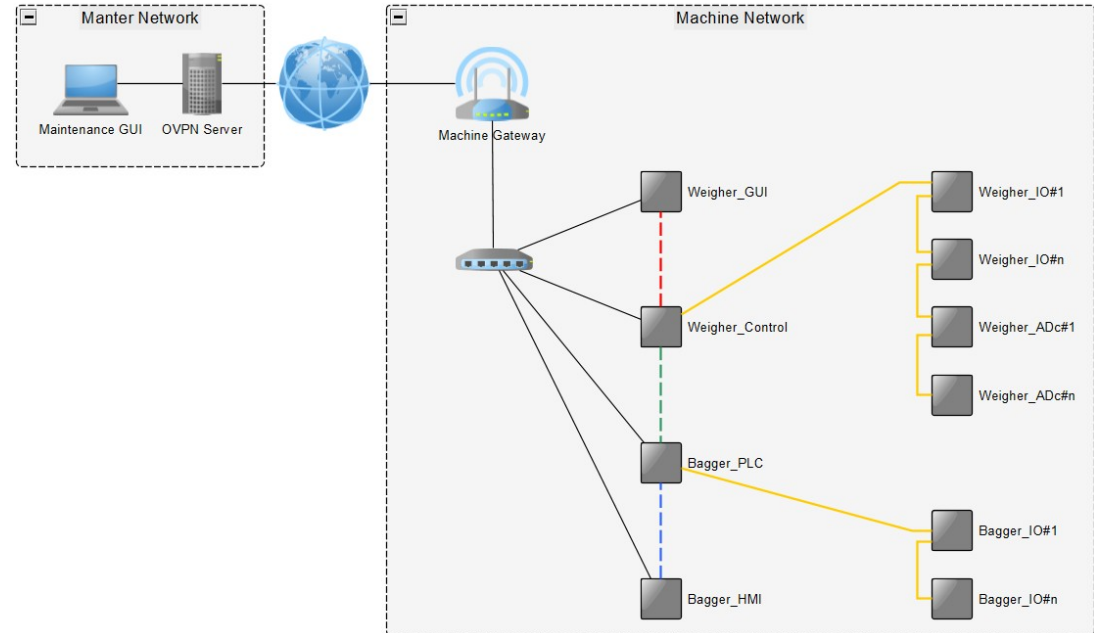 Manter Network
Machine Network
Maintenance GUI
OVPN Server
Machine Gateway
Weigher_GUI
Weigher_IO#1
Weigher_IO#n
Weigher_Control
Weigher_ADc#1
Weigher_ADc#n
Bagger_PLC
Bagger_IO#1
Bagger_HMI
Bagger_IO#n